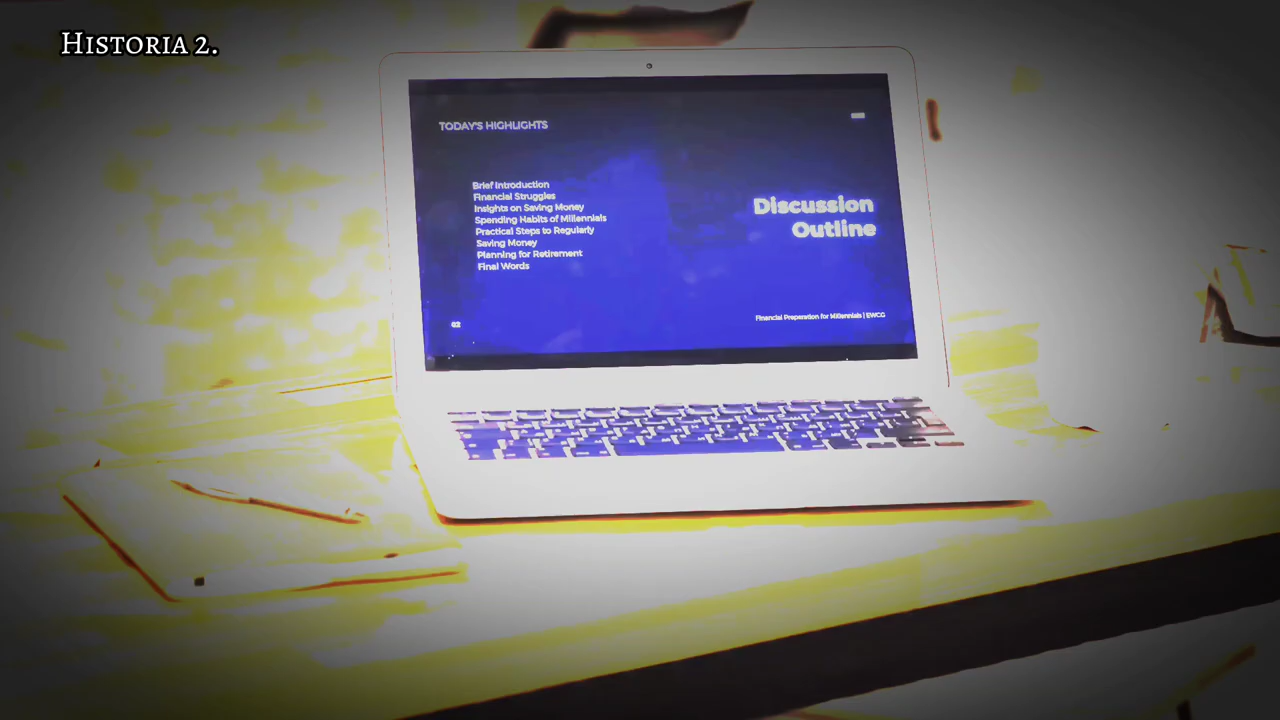 Historia 2.
TODAY'S HIGHLIGHTS
Brief Introduction
Financial Struggles
Insights on Saving Money
Spending Habits of Millennials
Practical Steps to Regularly
Saving Money
Planning for Retirement
Final Words
Discussion
Outline
02
Financial Preparation for Millennials | EWCG